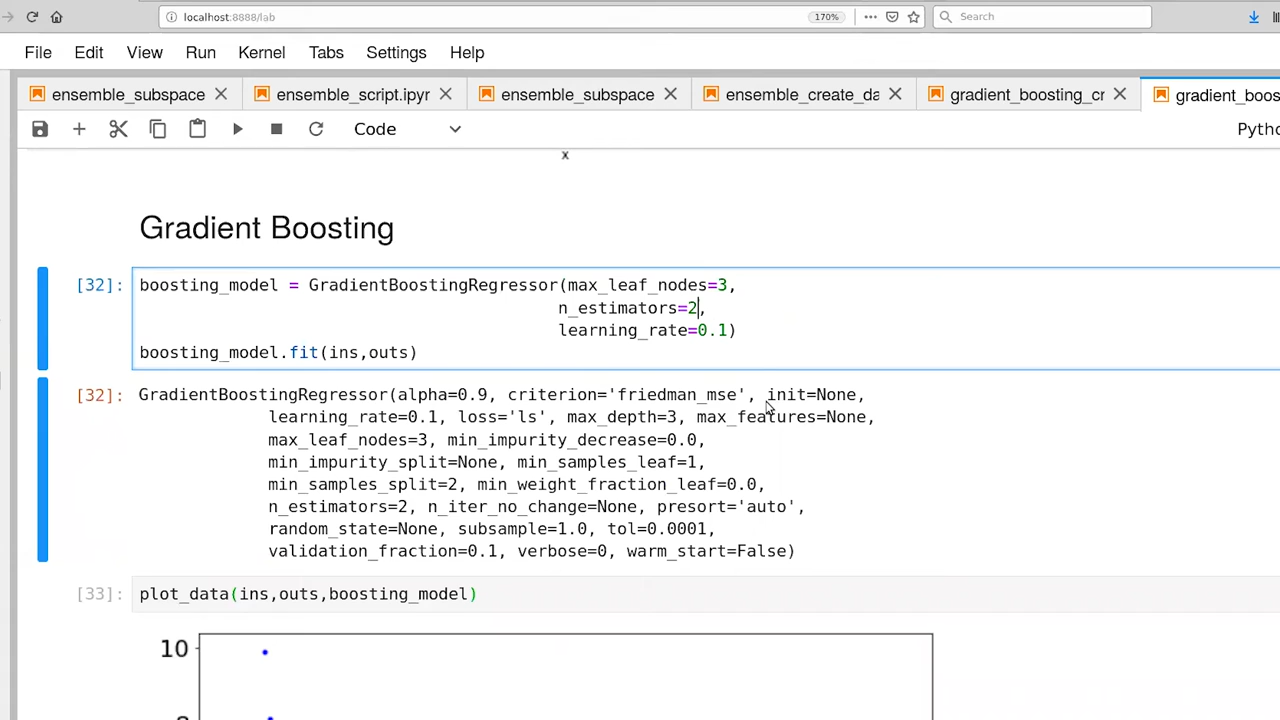 localhost:8888/lab
170%
Search
File Edit View Run Kernel Tabs Settings Help
ensemble_subspace ensemble_script.ipyr ensemble_subspace ensemble_create_da gradient_boosting_cr gradient_boos
Code
Pytho
x
Gradient Boosting
[32]: boosting_model = GradientBoostingRegressor(max_leaf_nodes=3,
n_estimators=2,
learning_rate=0.1)
boosting_model.fit(ins,outs)
[32]: GradientBoostingRegressor(alpha=0.9, criterion='friedman_mse', init=None,
learning_rate=0.1, loss='ls', max_depth=3, max_features=None,
max_leaf_nodes=3, min_impurity_decrease=0.0,
min_impurity_split=None, min_samples_leaf=1,
min_samples_split=2, min_weight_fraction_leaf=0.0,
n_estimators=2, n_iter_no_change=None, presort='auto',
random_state=None, subsample=1.0, tol=0.0001,
validation_fraction=0.1, verbose=0, warm_start=False)
[33]: plot_data(ins,outs,boosting_model)
10